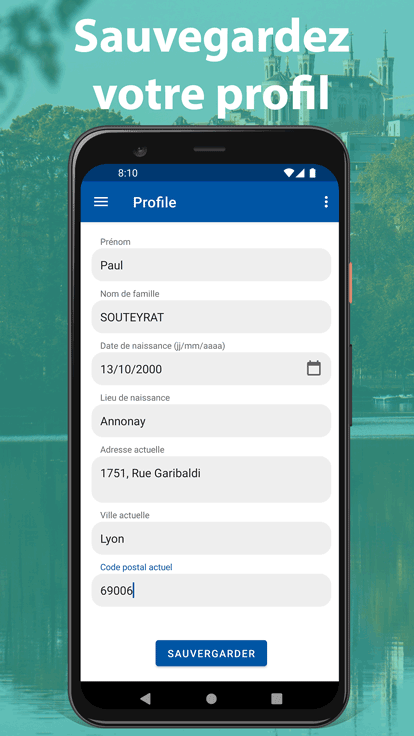 Sauvegardez
votre profil
8:10
Profile
Prénom
Paul
Nom de famille
SOUTEYRAT
Date de naissance (jj/mm/aaaa)
13/10/2000
Lieu de naissance
Annonay
Adresse actuelle
1751, Rue Garibaldi
Ville actuelle
Lyon
Code postal actuel
69006
SAUVERGARDER